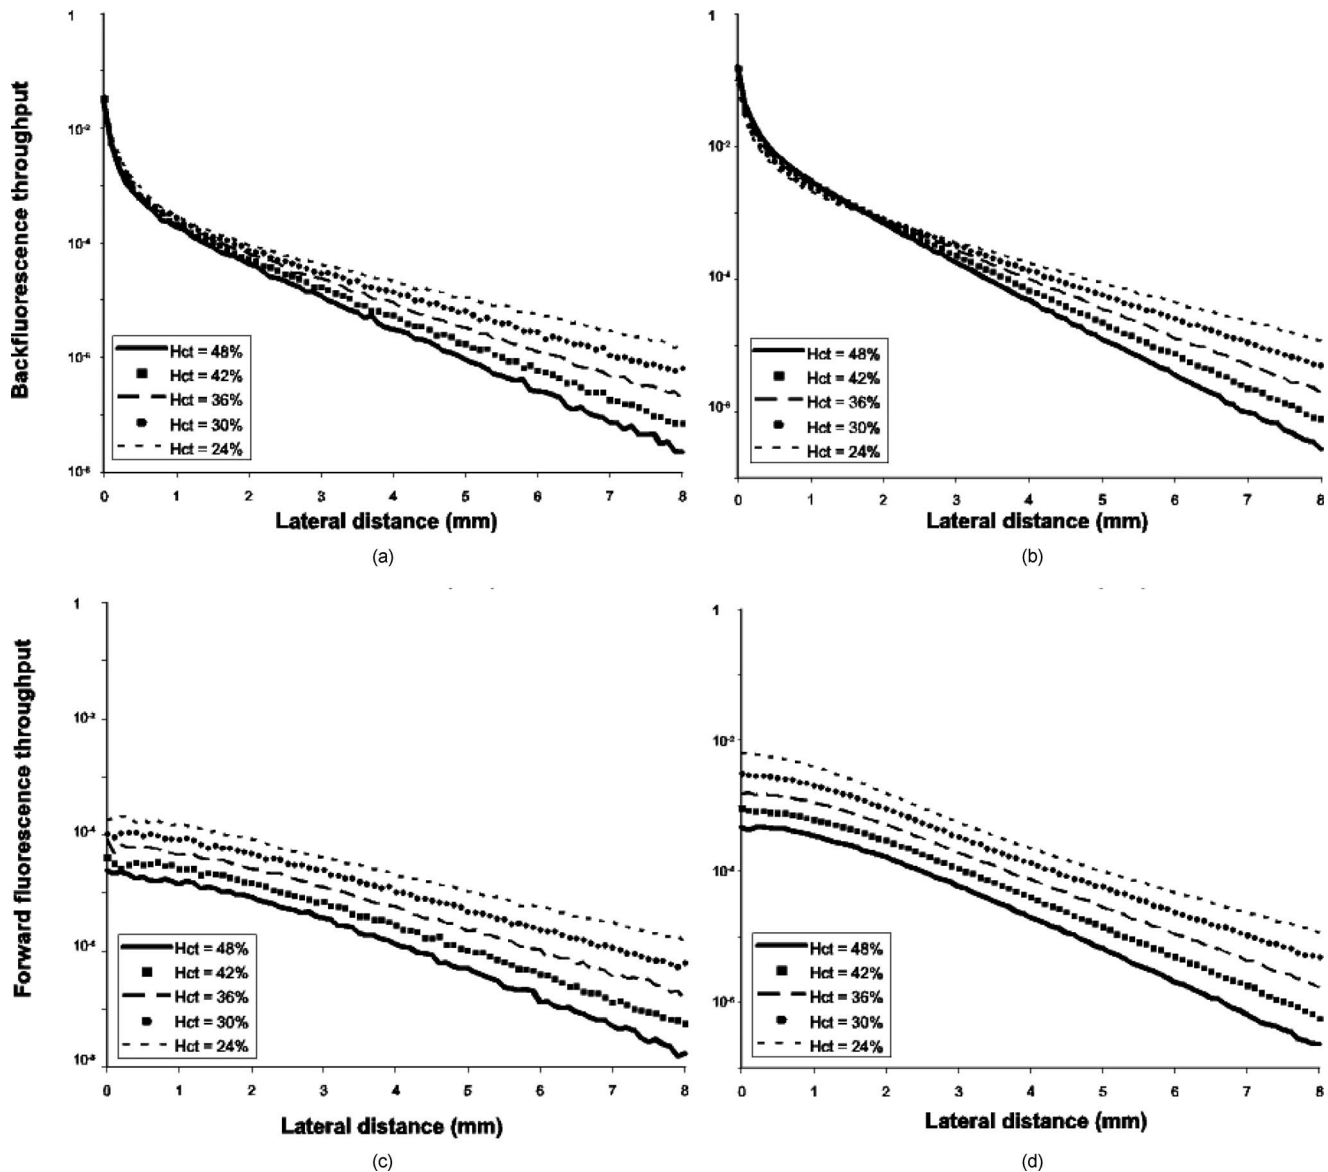 Backfluorescence throughput
1
10⁻²
10⁻⁴
10⁻⁶
10⁻⁸
Hct = 48%
Hct = 42%
Hct = 36%
Hct = 30%
Hct = 24%
0 1 2 3 4 5 6 7 8
Lateral distance (mm)
(a)
1
10⁻²
10⁻⁴
10⁻⁶
Hct = 48%
Hct = 42%
Hct = 36%
Hct = 30%
Hct = 24%
0 1 2 3 4 5 6 7 8
Lateral distance (mm)
(b)
Forward fluorescence throughput
1
10⁻²
10⁻⁴
10⁻⁶
10⁻⁸
Hct = 48%
Hct = 42%
Hct = 36%
Hct = 30%
Hct = 24%
0 1 2 3 4 5 6 7 8
Lateral distance (mm)
(c)
1
10⁻²
10⁻⁴
10⁻⁶
Hct = 48%
Hct = 42%
Hct = 36%
Hct = 30%
Hct = 24%
0 1 2 3 4 5 6 7 8
Lateral distance (mm)
(d)